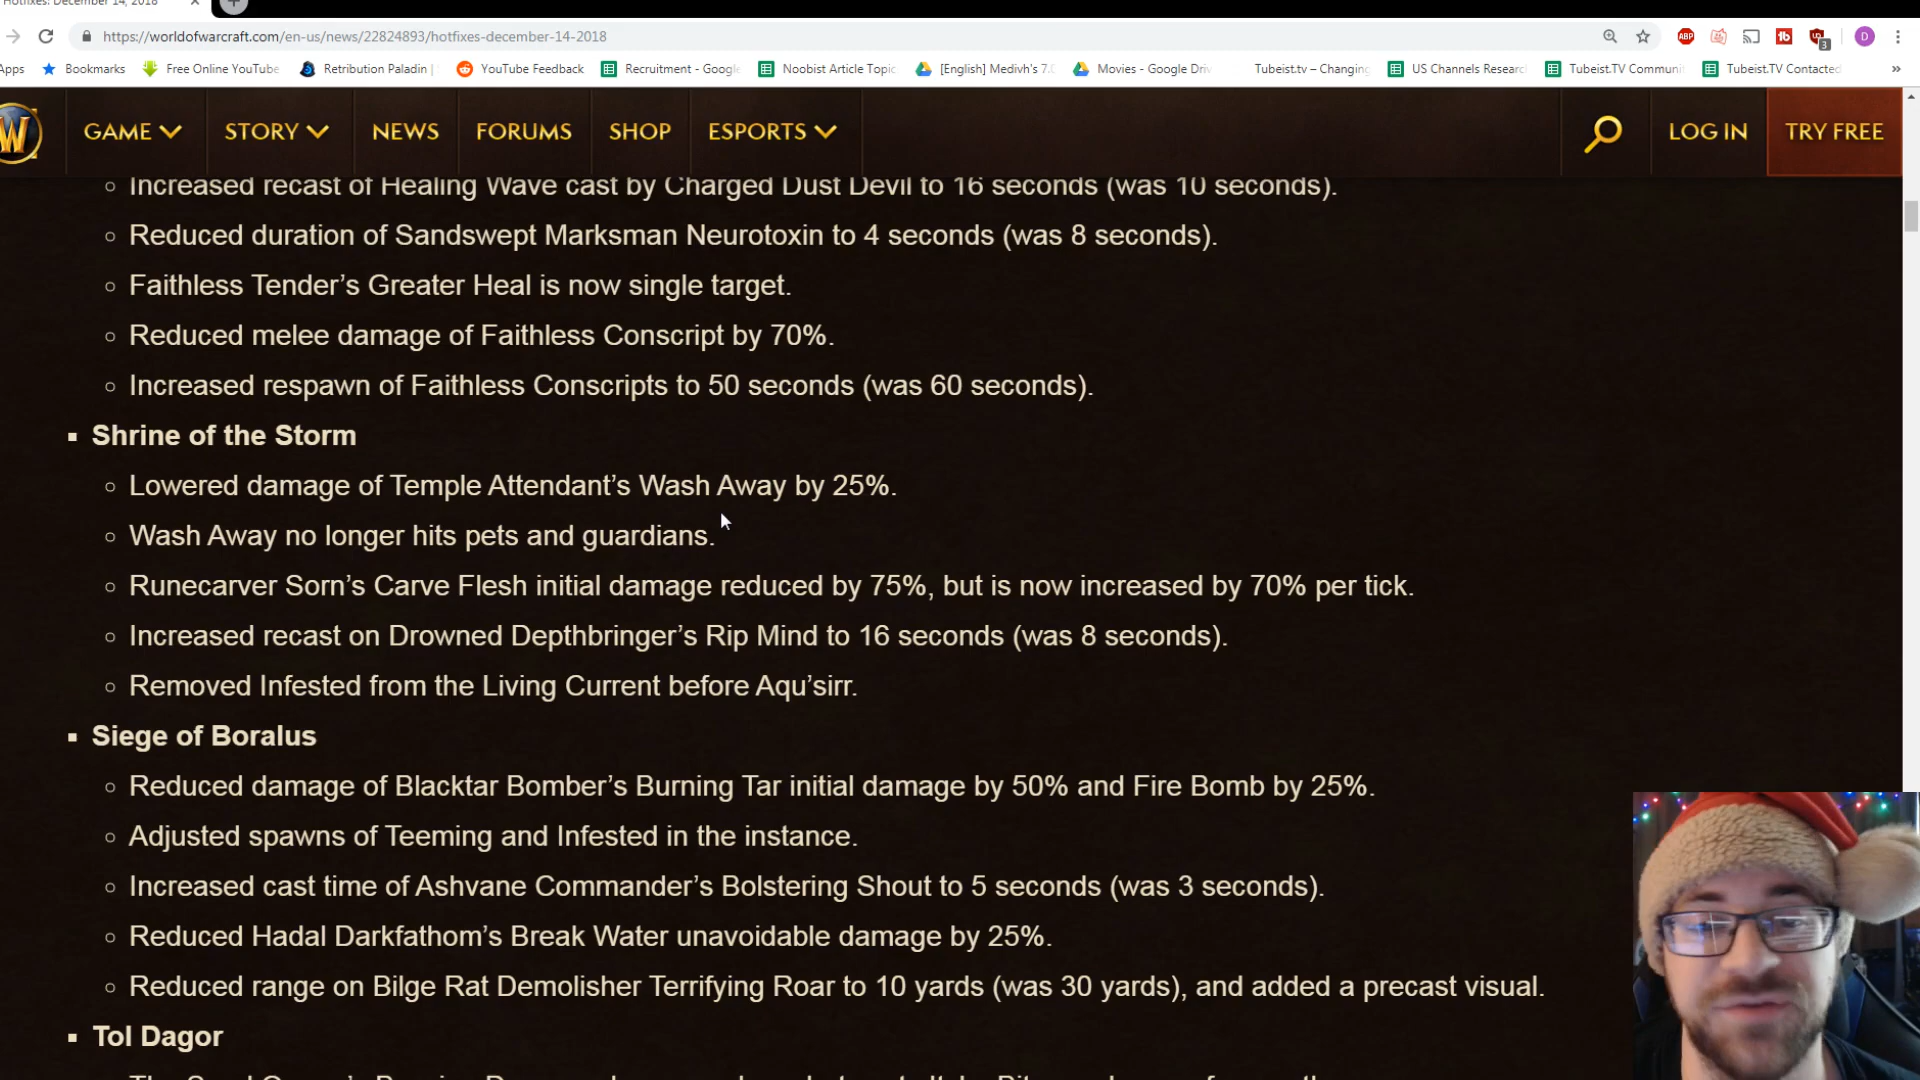 Hotfixes: December 14, 2018
https://worldofwarcraft.com/en-us/news/22824893/hotfixes-december-14-2018
Apps Bookmarks Free Online YouTube Retribution Paladin | YouTube Feedback Recruitment - Google Noobist Article Topic [English] Medivh's 7. Movies - Google Driv Tubeist.tv – Changing US Channels Researc Tubeist.TV Communi Tubeist.TV Contacted »
GAME STORY NEWS FORUMS SHOP ESPORTS LOG IN TRY FREE
Increased recast of Healing Wave cast by Charged Dust Devil to 16 seconds (was 10 seconds).
Reduced duration of Sandswept Marksman Neurotoxin to 4 seconds (was 8 seconds).
Faithless Tender’s Greater Heal is now single target.
Reduced melee damage of Faithless Conscript by 70%.
Increased respawn of Faithless Conscripts to 50 seconds (was 60 seconds).
Shrine of the Storm
Lowered damage of Temple Attendant’s Wash Away by 25%.
Wash Away no longer hits pets and guardians.
Runecarver Sorn’s Carve Flesh initial damage reduced by 75%, but is now increased by 70% per tick.
Increased recast on Drowned Depthbringer’s Rip Mind to 16 seconds (was 8 seconds).
Removed Infested from the Living Current before Aqu’sirr.
Siege of Boralus
Reduced damage of Blacktar Bomber’s Burning Tar initial damage by 50% and Fire Bomb by 25%.
Adjusted spawns of Teeming and Infested in the instance.
Increased cast time of Ashvane Commander’s Bolstering Shout to 5 seconds (was 3 seconds).
Reduced Hadal Darkfathom’s Break Water unavoidable damage by 25%.
Reduced range on Bilge Rat Demolisher Terrifying Roar to 10 yards (was 30 yards), and added a precast visual.
Tol Dagor